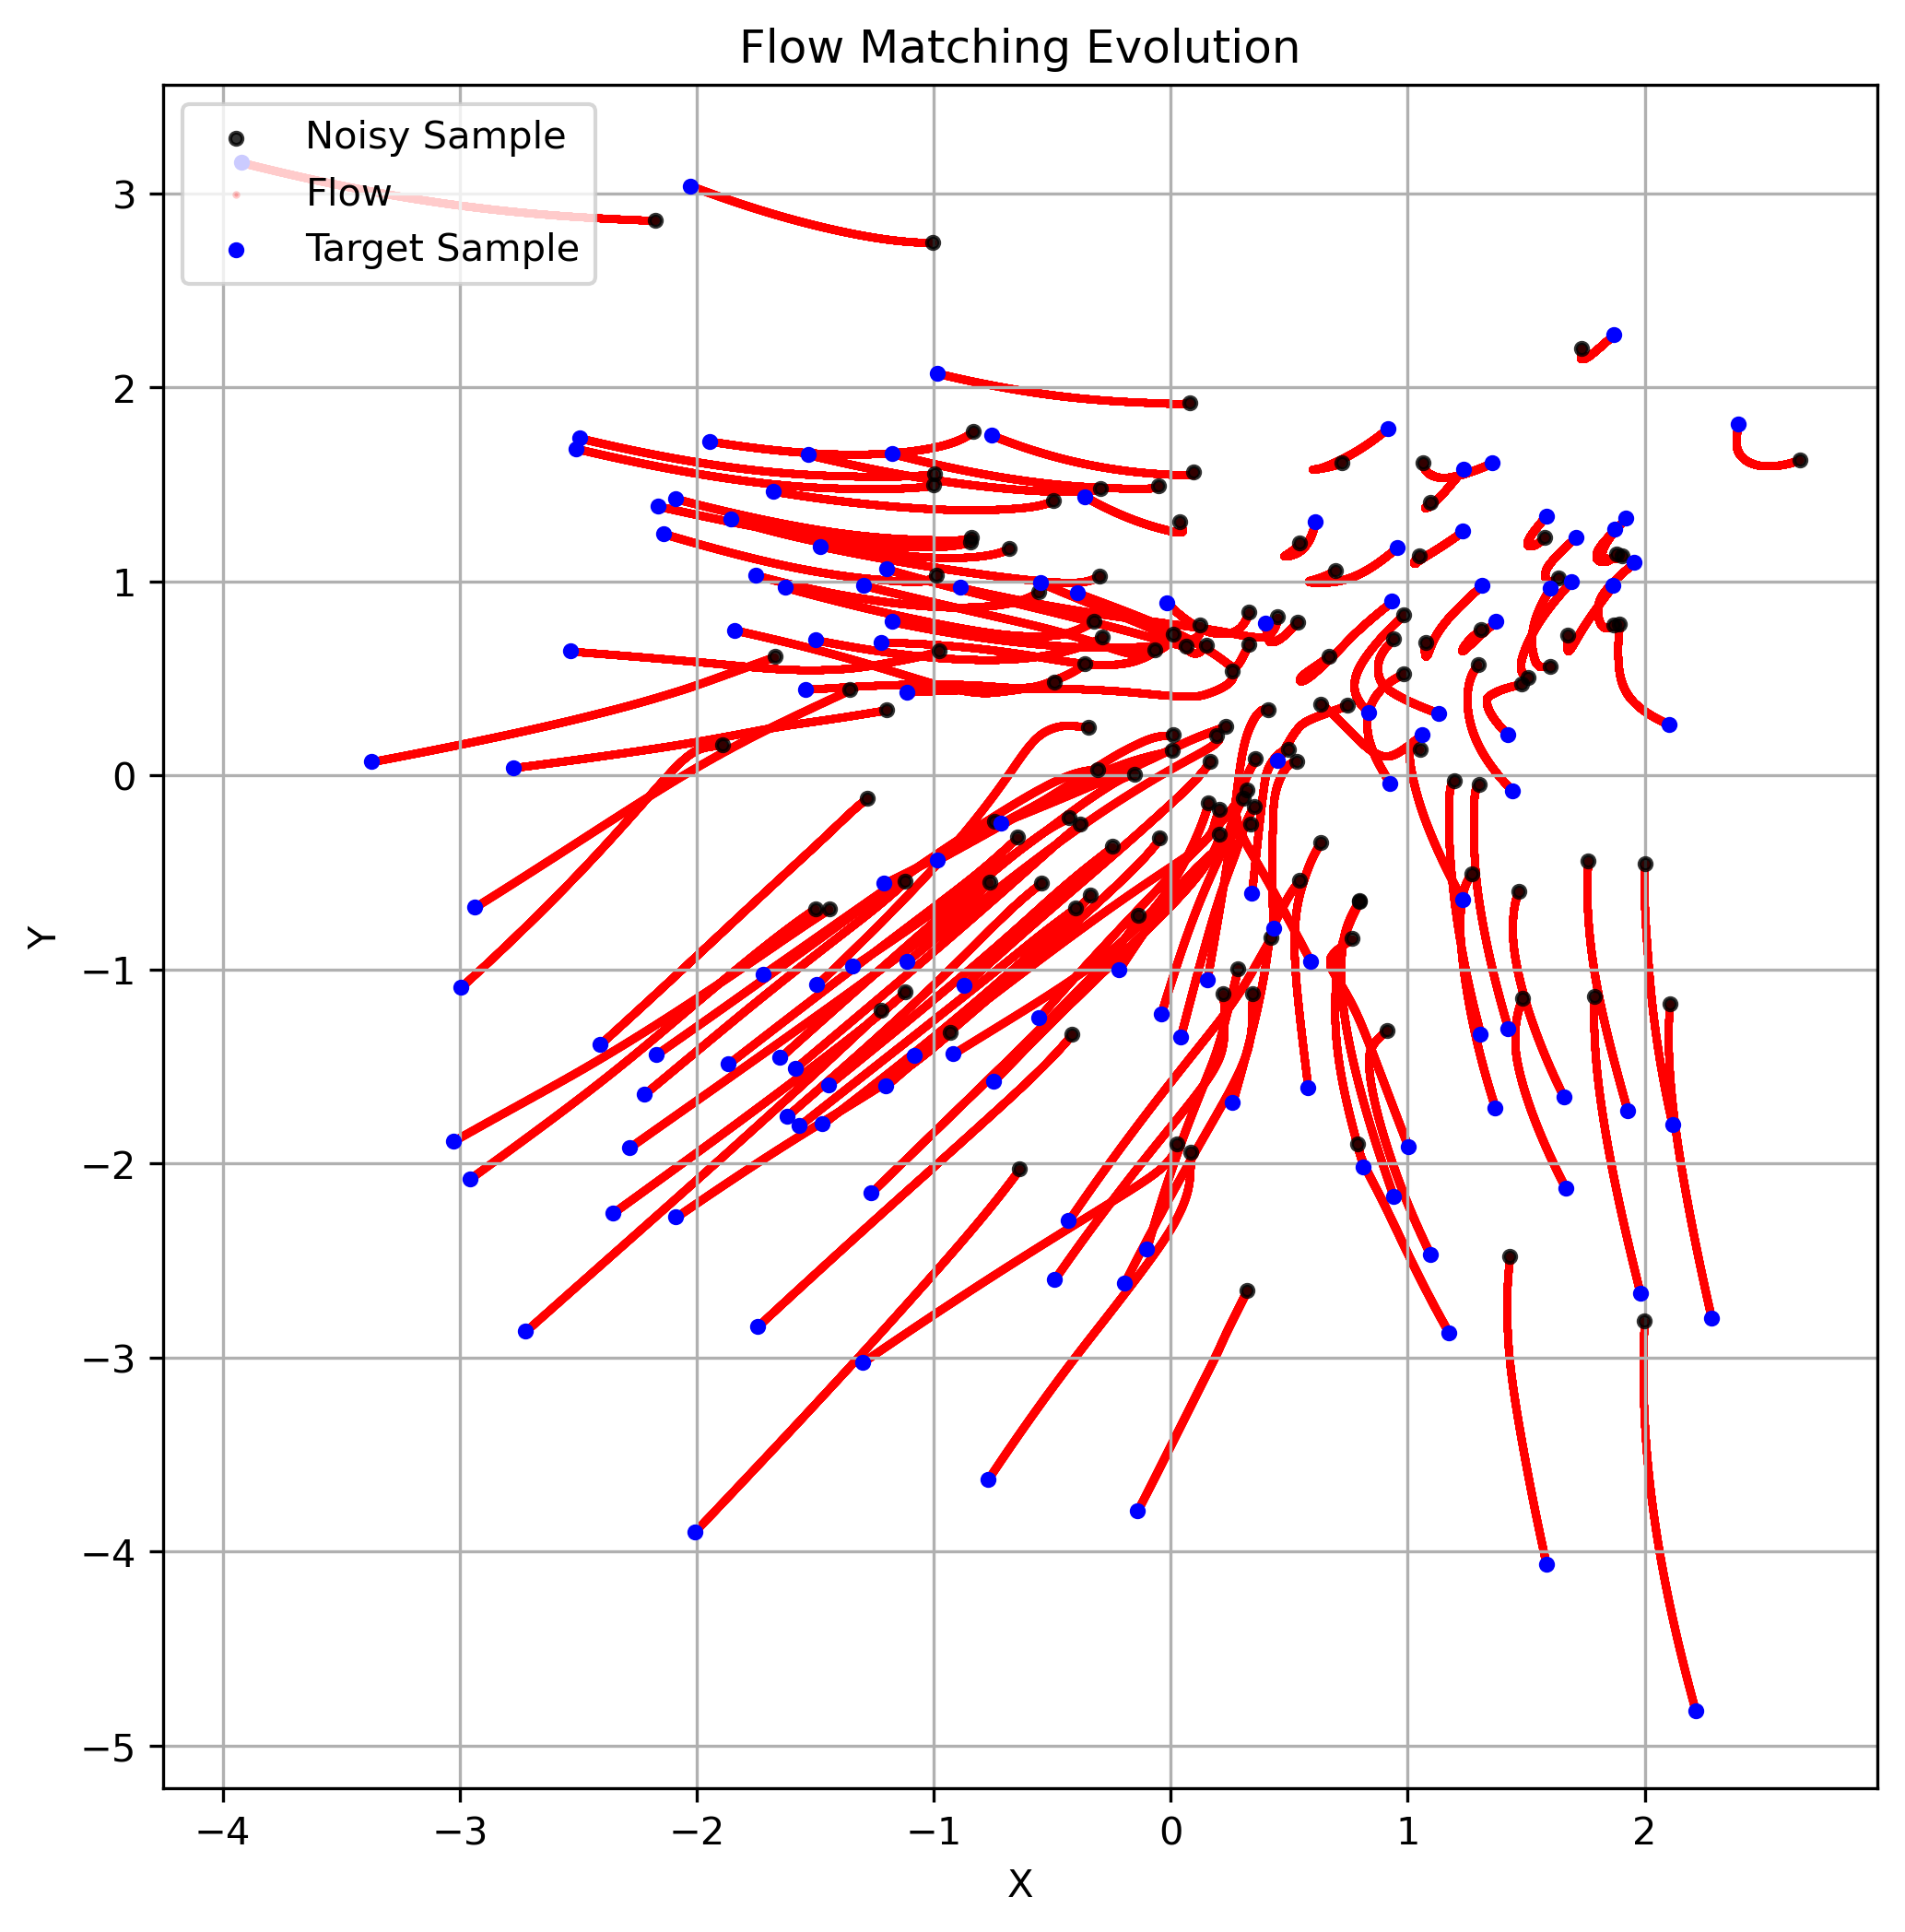 Flow Matching Evolution
Noisy Sample
Flow
Target Sample
3
2
1
0
−1
−2
−3
−4
−5
Y
−4 −3 −2 −1 0 1 2
X